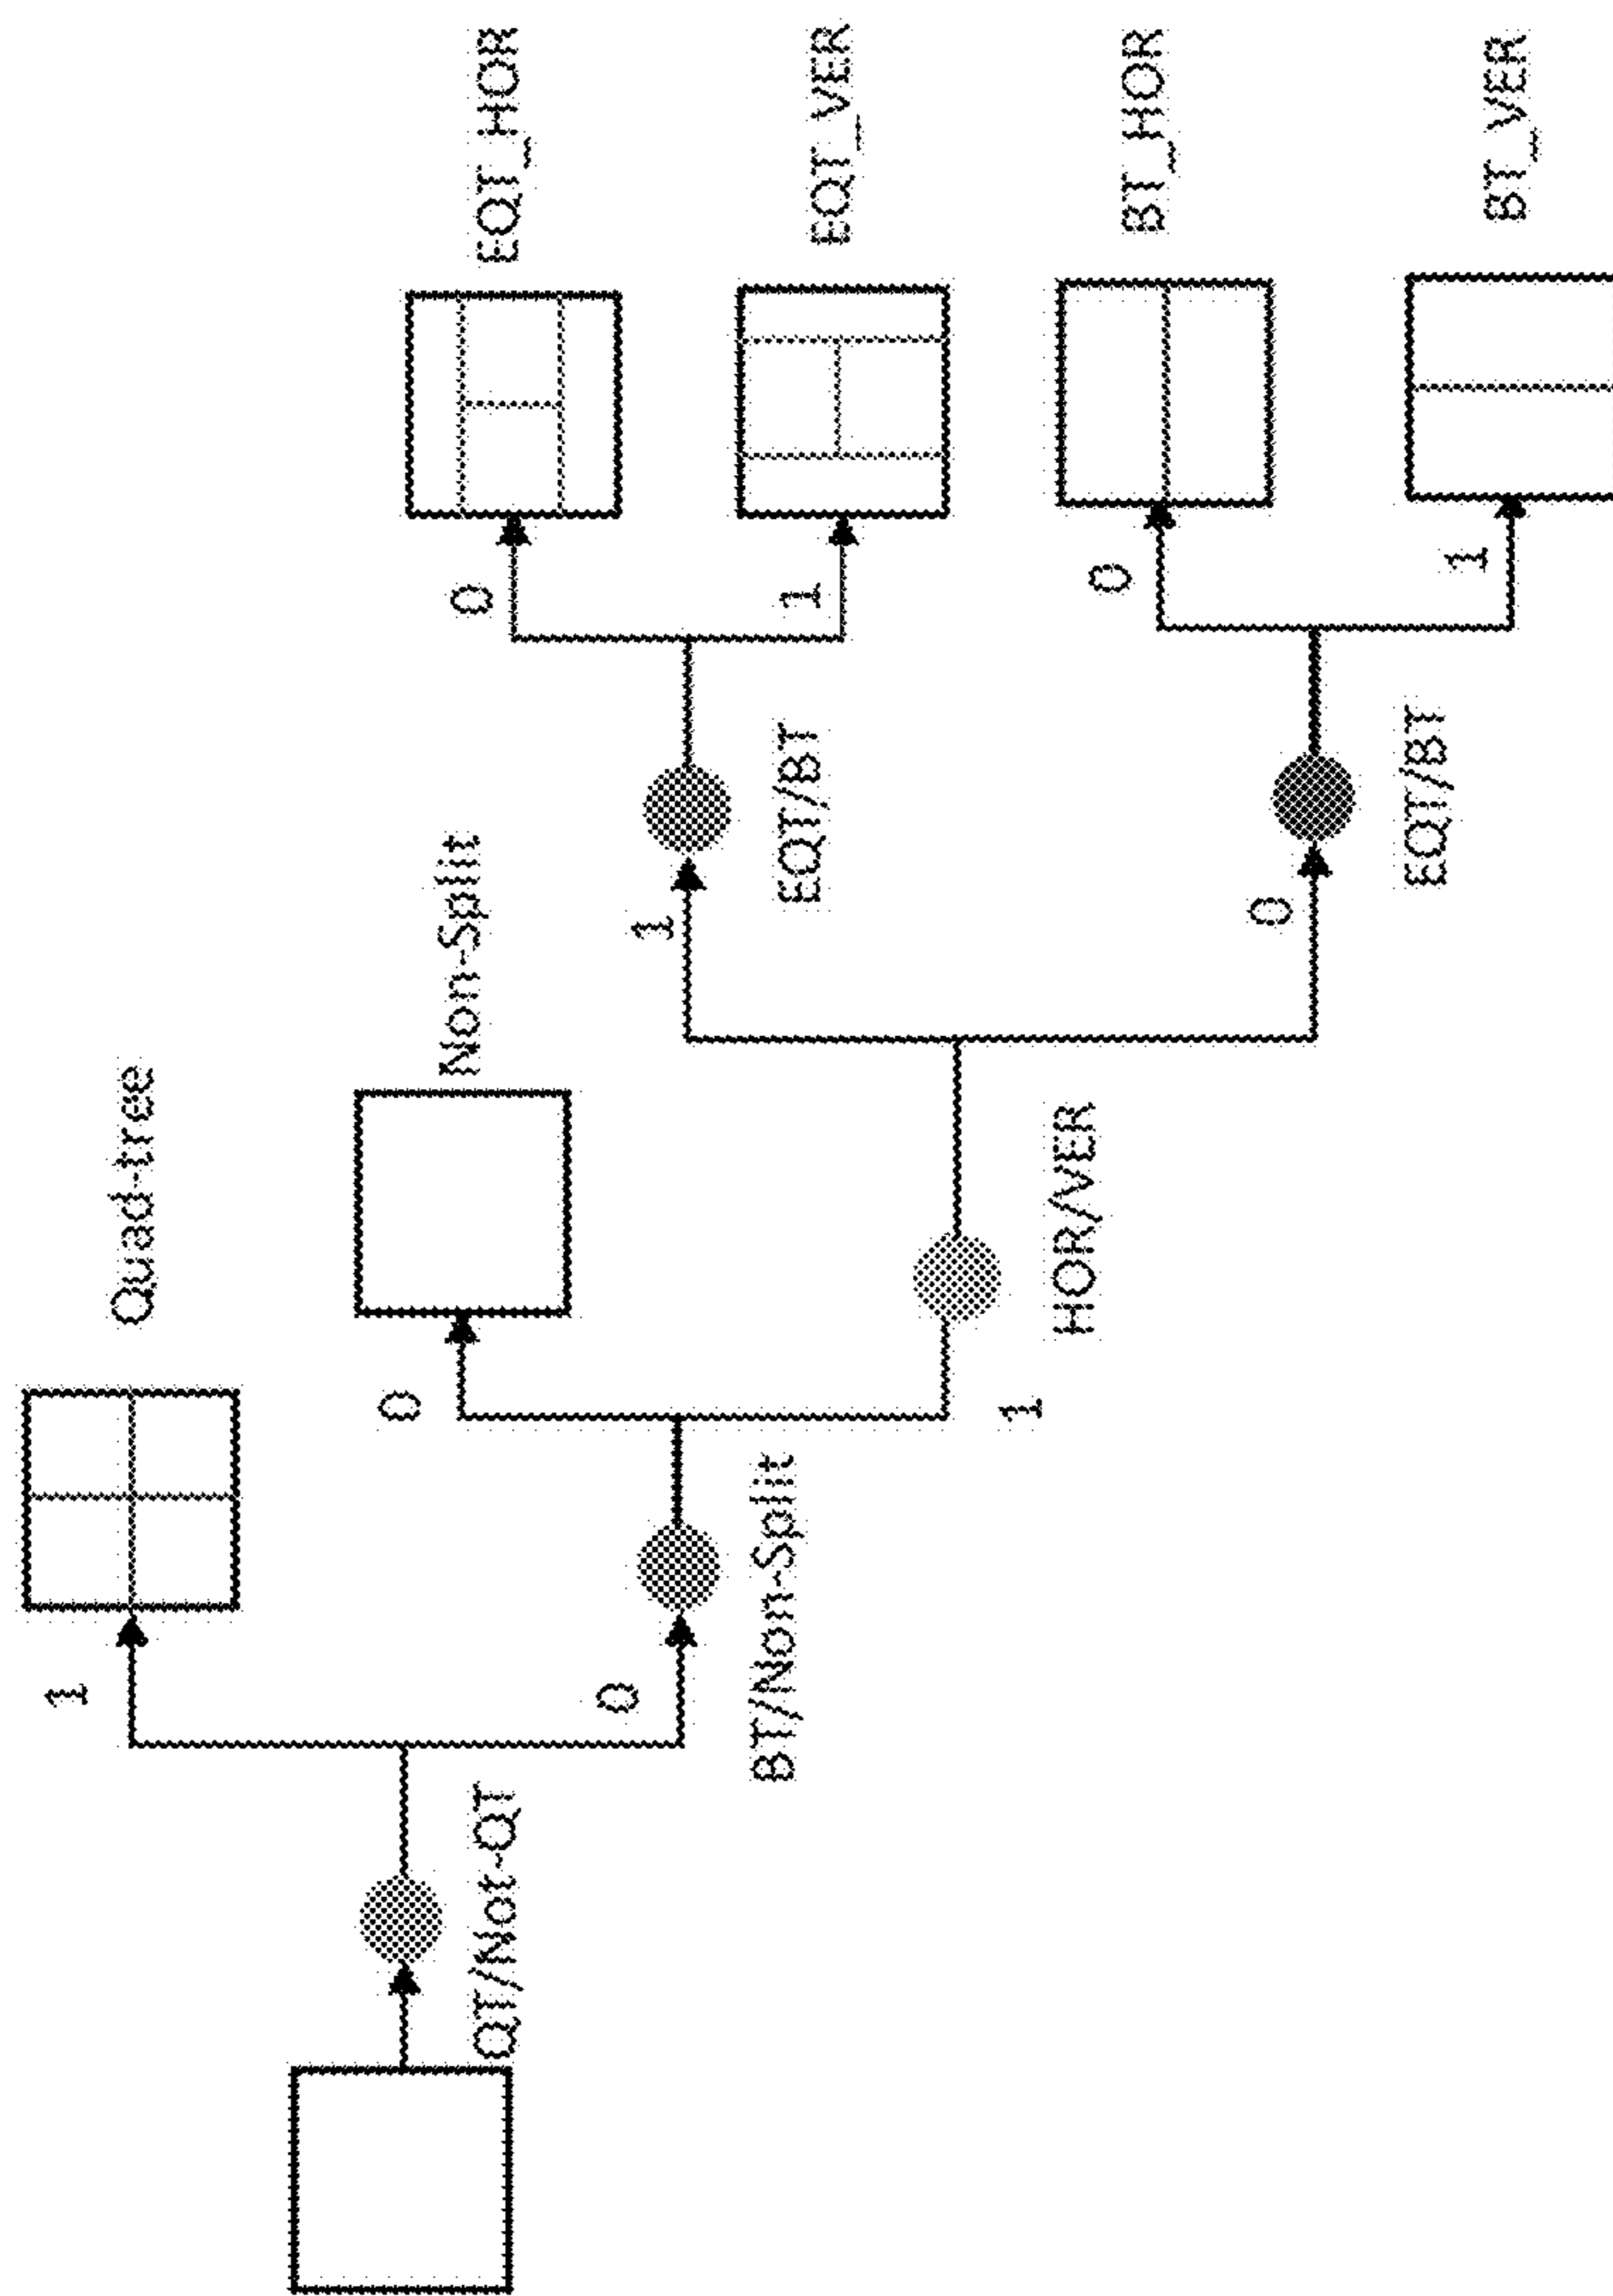 QT/Not-QT
1
Quad-tree
0
BT/Non-Split
0
Non-Split
1
HOR/VER
1
EQT/BT
0
EQT_HOR
1
EQT_VER
0
EQT/BT
0
BT_HOR
1
BT_VER